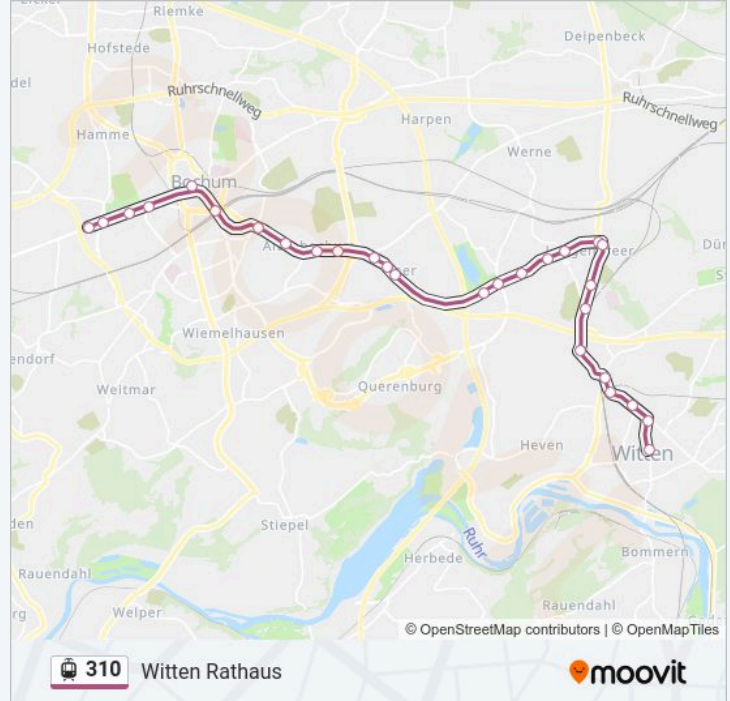 Riemke
Hofstede
Deipenbeck
Ruhrschnellweg
Ruhrschnellweg
Hamme
Harpen
Werne
Bochum
Wiemelhausen
endorf
Weitmar
Querenburg
Heven
Witten
Stiepel
Ruhr
Herbede
Bommern
Rauendahl
Rauendahl
Welper
© OpenStreetMap contributors | © OpenMapTiles
310 Witten Rathaus
moovit